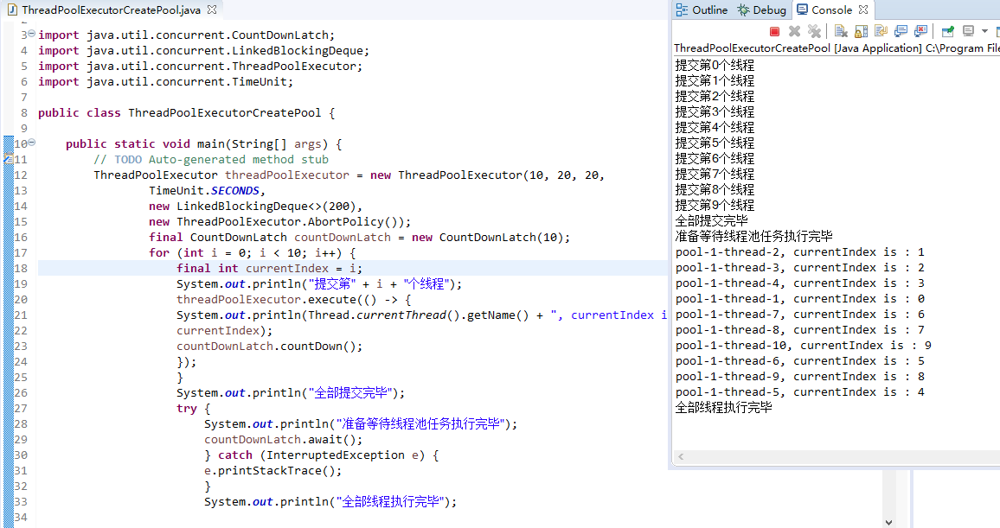 ThreadPoolExecutorCreatePool.java
3 import java.util.concurrent.CountDownLatch;
4 import java.util.concurrent.LinkedBlockingDeque;
5 import java.util.concurrent.ThreadPoolExecutor;
6 import java.util.concurrent.TimeUnit;
7
8 public class ThreadPoolExecutorCreatePool {
9
10 public static void main(String[] args) {
11 // TODO Auto-generated method stub
12 ThreadPoolExecutor threadPoolExecutor = new ThreadPoolExecutor(10, 20, 20,
13 TimeUnit.SECONDS,
14 new LinkedBlockingDeque<>(200),
15 new ThreadPoolExecutor.AbortPolicy());
16 final CountDownLatch countDownLatch = new CountDownLatch(10);
17 for (int i = 0; i < 10; i++) {
18 final int currentIndex = i;
19 System.out.println("提交第" + i + "个线程");
20 threadPoolExecutor.execute(() -> {
21 System.out.println(Thread.currentThread().getName() + ", currentIndex i
22 currentIndex);
23 countDownLatch.countDown();
24 });
25 }
26 System.out.println("全部提交完毕");
27 try {
28 System.out.println("准备等待线程池任务执行完毕");
29 countDownLatch.await();
30 } catch (InterruptedException e) {
31 e.printStackTrace();
32 }
33 System.out.println("全部线程执行完毕");
34
Outline Debug Console
ThreadPoolExecutorCreatePool [Java Application] C:\Program File
提交第0个线程
提交第1个线程
提交第2个线程
提交第3个线程
提交第4个线程
提交第5个线程
提交第6个线程
提交第7个线程
提交第8个线程
提交第9个线程
全部提交完毕
准备等待线程池任务执行完毕
pool-1-thread-2, currentIndex is : 1
pool-1-thread-3, currentIndex is : 2
pool-1-thread-4, currentIndex is : 3
pool-1-thread-1, currentIndex is : 0
pool-1-thread-7, currentIndex is : 6
pool-1-thread-8, currentIndex is : 7
pool-1-thread-10, currentIndex is : 9
pool-1-thread-6, currentIndex is : 5
pool-1-thread-9, currentIndex is : 8
pool-1-thread-5, currentIndex is : 4
全部线程执行完毕